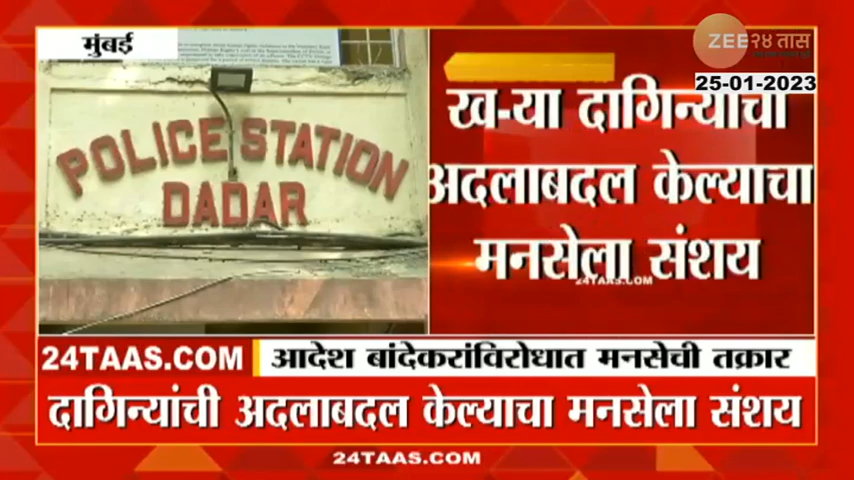 मुंबई
POLICE STATION
DADAR
ZEE २४ तास
25-01-2023
ख-या दागिन्यांची
अदलाबदल केल्याचा
मनसेला संशय
24TAAS.COM
24TAAS.COM
आदेश बांदेकरांविरोधात मनसेची तक्रार
दागिन्यांची अदलाबदल केल्याचा मनसेला संशय
24TAAS.COM